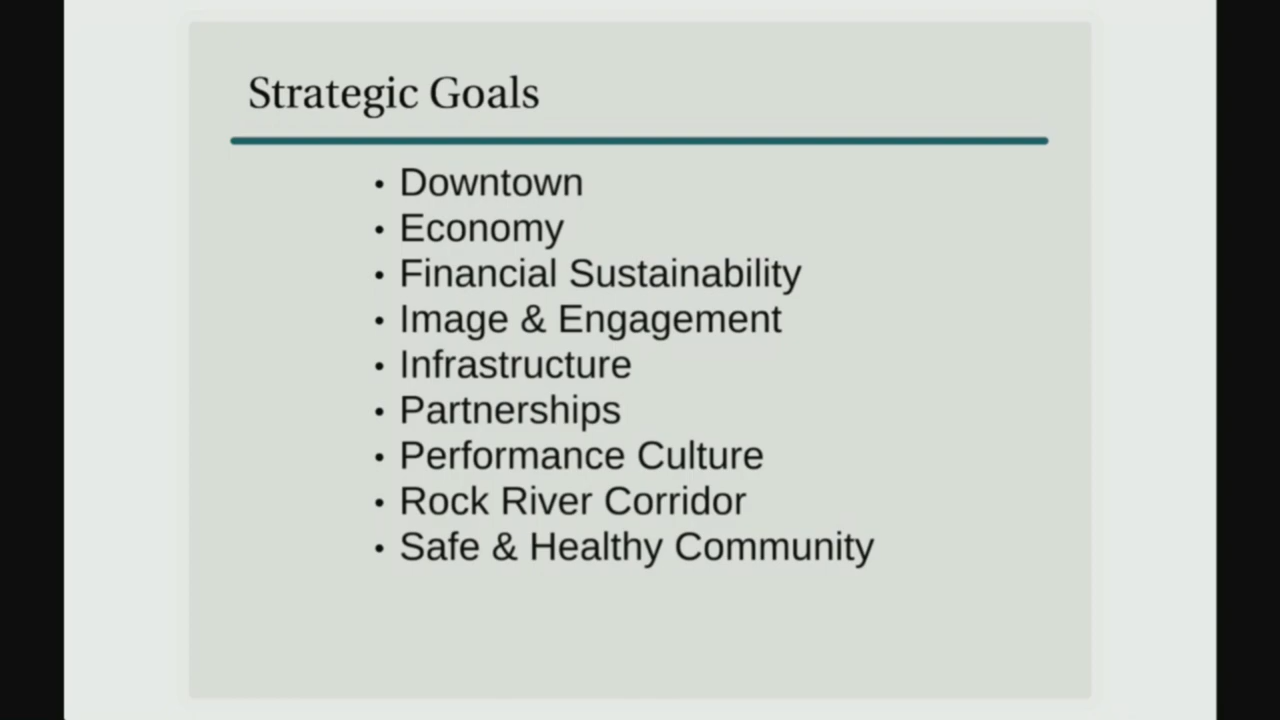 Strategic Goals
• Downtown
• Economy
• Financial Sustainability
• Image & Engagement
• Infrastructure
• Partnerships
• Performance Culture
• Rock River Corridor
• Safe & Healthy Community